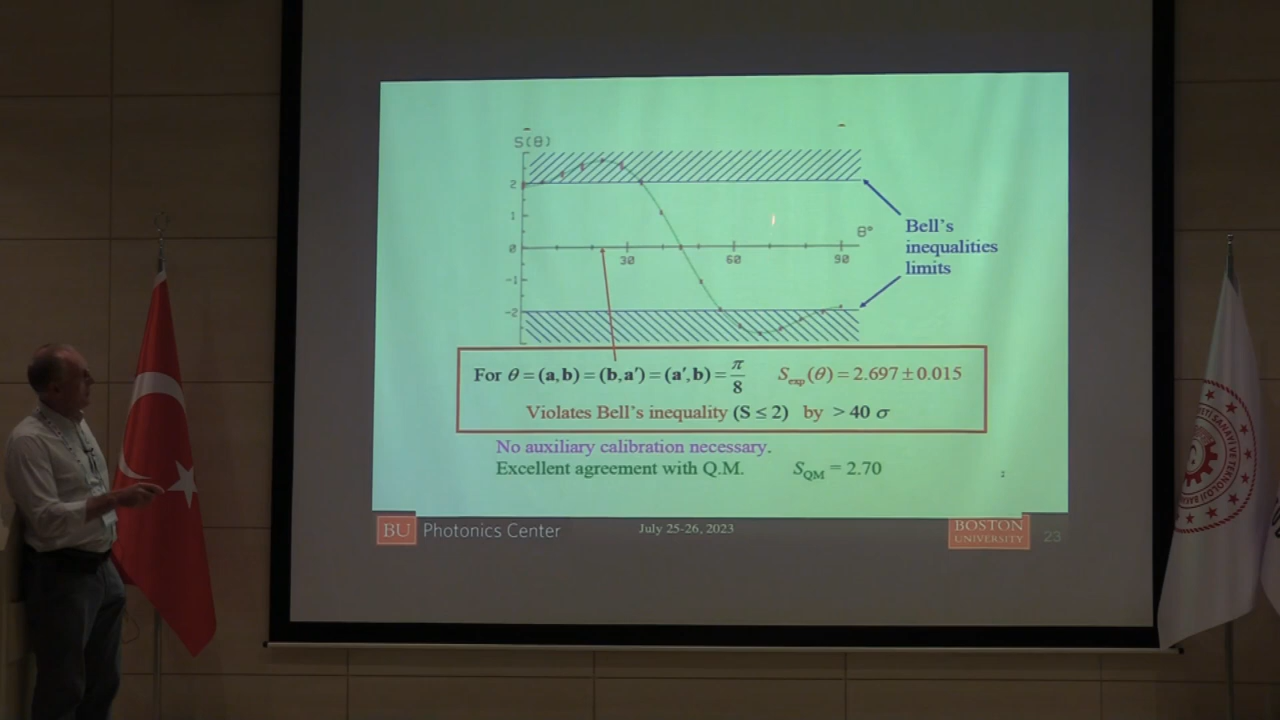 S(θ)
2
1
0
-1
-2
30
60
90
θ°
Bell's
inequalities
limits
For θ = (a,b) = (b,a′) = (a′,b) = π/8 S_exp(θ) = 2.697 ± 0.015
Violates Bell's inequality (S ≤ 2) by > 40 σ
No auxiliary calibration necessary.
Excellent agreement with Q.M. S_QM = 2.70
BU Photonics Center
July 25-26, 2023
BOSTON
UNIVERSITY
23